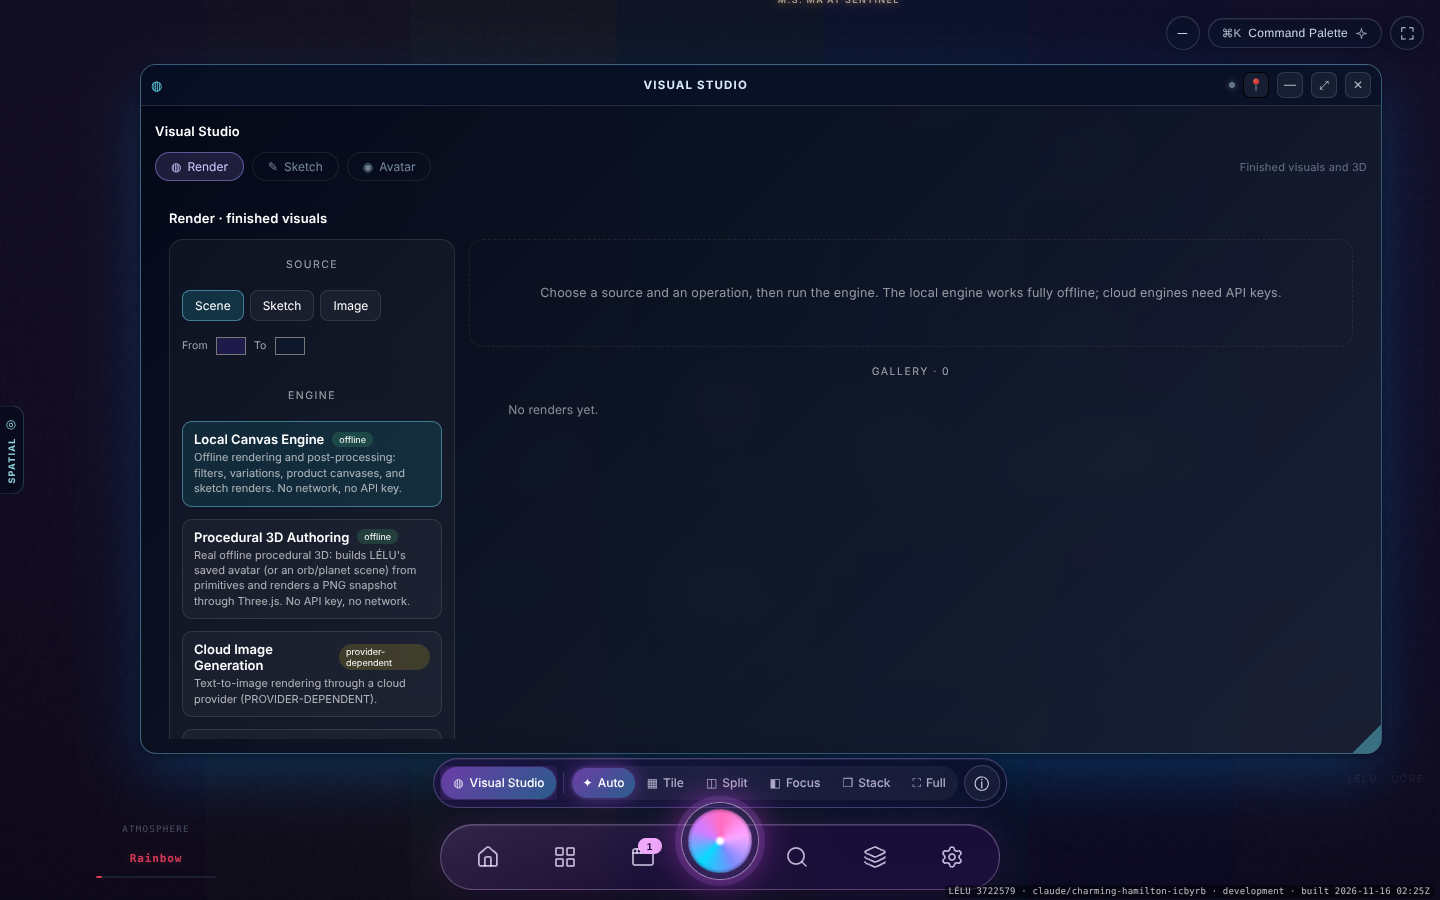 M.S. MA'AT SENTINEL
⌘K Command Palette
VISUAL STUDIO
Visual Studio
Render
Sketch
Avatar
Finished visuals and 3D
Render · finished visuals
SOURCE
Scene
Sketch
Image
From
To
ENGINE
Local Canvas Engine offline
Offline rendering and post-processing:
filters, variations, product canvases, and
sketch renders. No network, no API key.
Procedural 3D Authoring offline
Real offline procedural 3D: builds LÉLU's
saved avatar (or an orb/planet scene) from
primitives and renders a PNG snapshot
through Three.js. No API key, no network.
Cloud Image
Generation
provider-
dependent
Text-to-image rendering through a cloud
provider (PROVIDER-DEPENDENT).
Choose a source and an operation, then run the engine. The local engine works fully offline; cloud engines need API keys.
GALLERY · 0
No renders yet.
SPATIAL
Visual Studio
Auto
Tile
Split
Focus
Stack
Full
LÉLU · CORE
ATMOSPHERE
Rainbow
1
LÉLU 3722579 · claude/charming-hamilton-icbyrb · development · built 2026-11-16 02:25Z